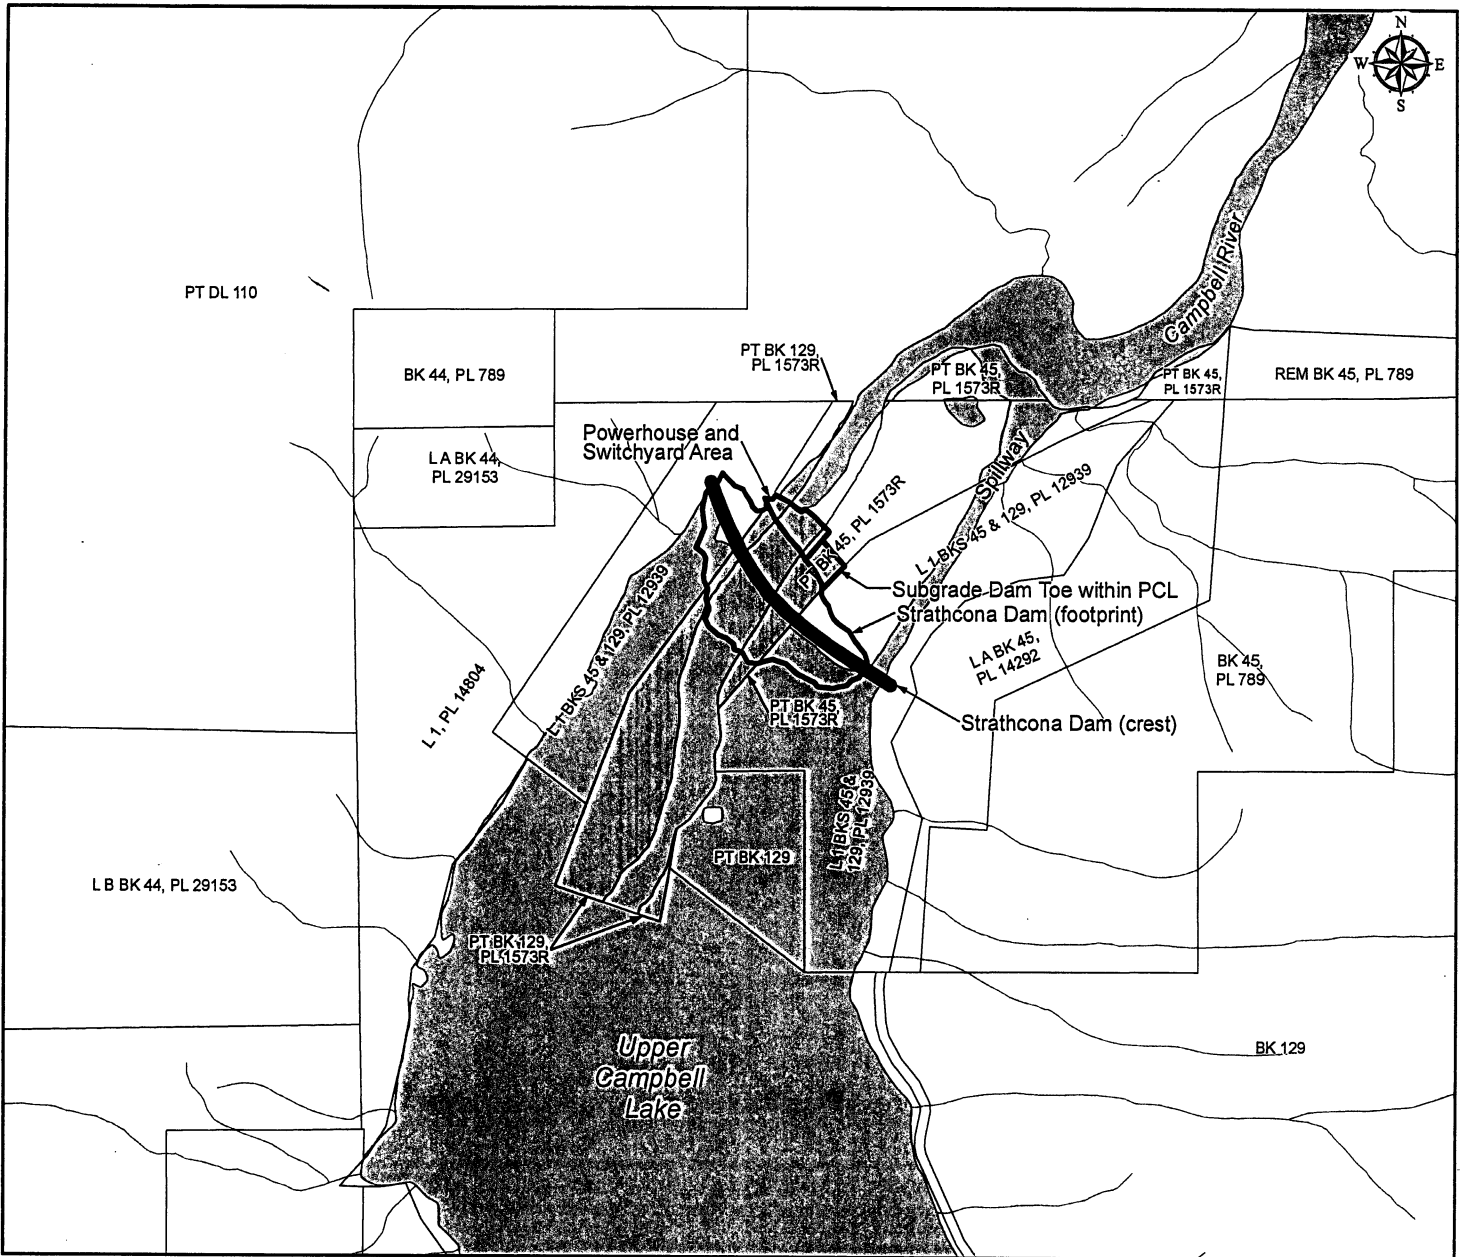 N
W E
S
PT DL 110
BK 44, PL 789
PT BK 129,
PL 1573R
PT BK 45,
PL 1573R
Campbell River
PT BK 45,
PL 1573R
REM BK 45, PL 789
Powerhouse and
Switchyard Area
L A BK 44,
PL 29153
Spillway
PT BK 45, PL 1573R
L 1 BKS 45 & 129, PL 12939
Subgrade Dam Toe within PCL
Strathcona Dam (footprint)
L 1 BKS 45 & 129, PL 12939
L A BK 45,
PL 14292
BK 45,
PL 789
L 1, PL 14804
PT BK 45,
PL 1573R
Strathcona Dam (crest)
L 1 BKS 45 &
129, PL 12939
PT BK 129
L B BK 44, PL 29153
PT BK 129,
PL 1573R
Upper
Campbell
Lake
BK 129